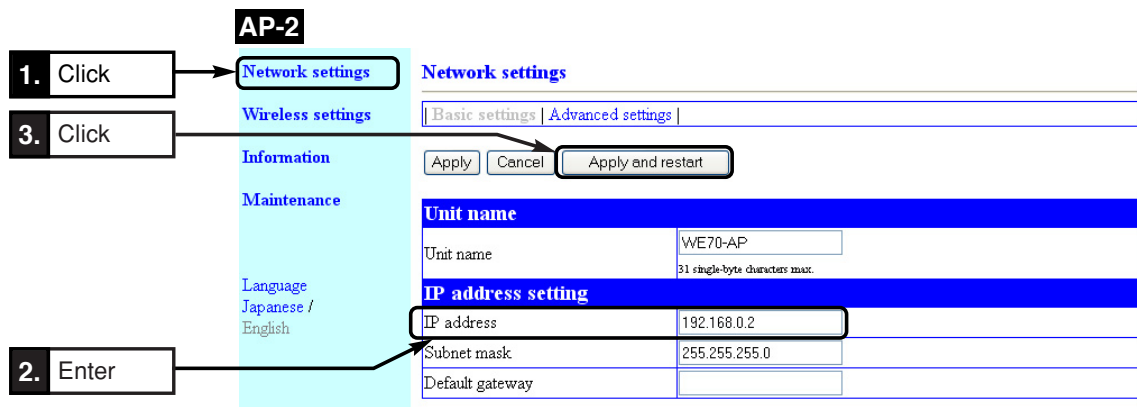 AP-2
1. Click
Network settings
Network settings
Wireless settings
| Basic settings | Advanced settings |
3. Click
Information
Apply
Cancel
Apply and restart
Maintenance
Unit name
Unit name
WE70-AP
31 single-byte characters max.
Language
Japanese /
English
IP address setting
IP address
192.168.0.2
2. Enter
Subnet mask
255.255.255.0
Default gateway